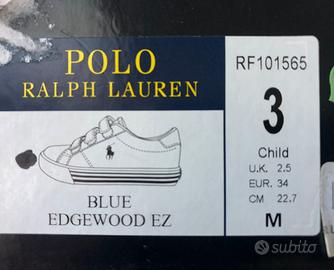 POLO
RALPH LAUREN
BLUE
EDGEWOOD EZ
RF101565
3
Child
U.K. 2.5
EUR. 34
CM 22.7
M
subito